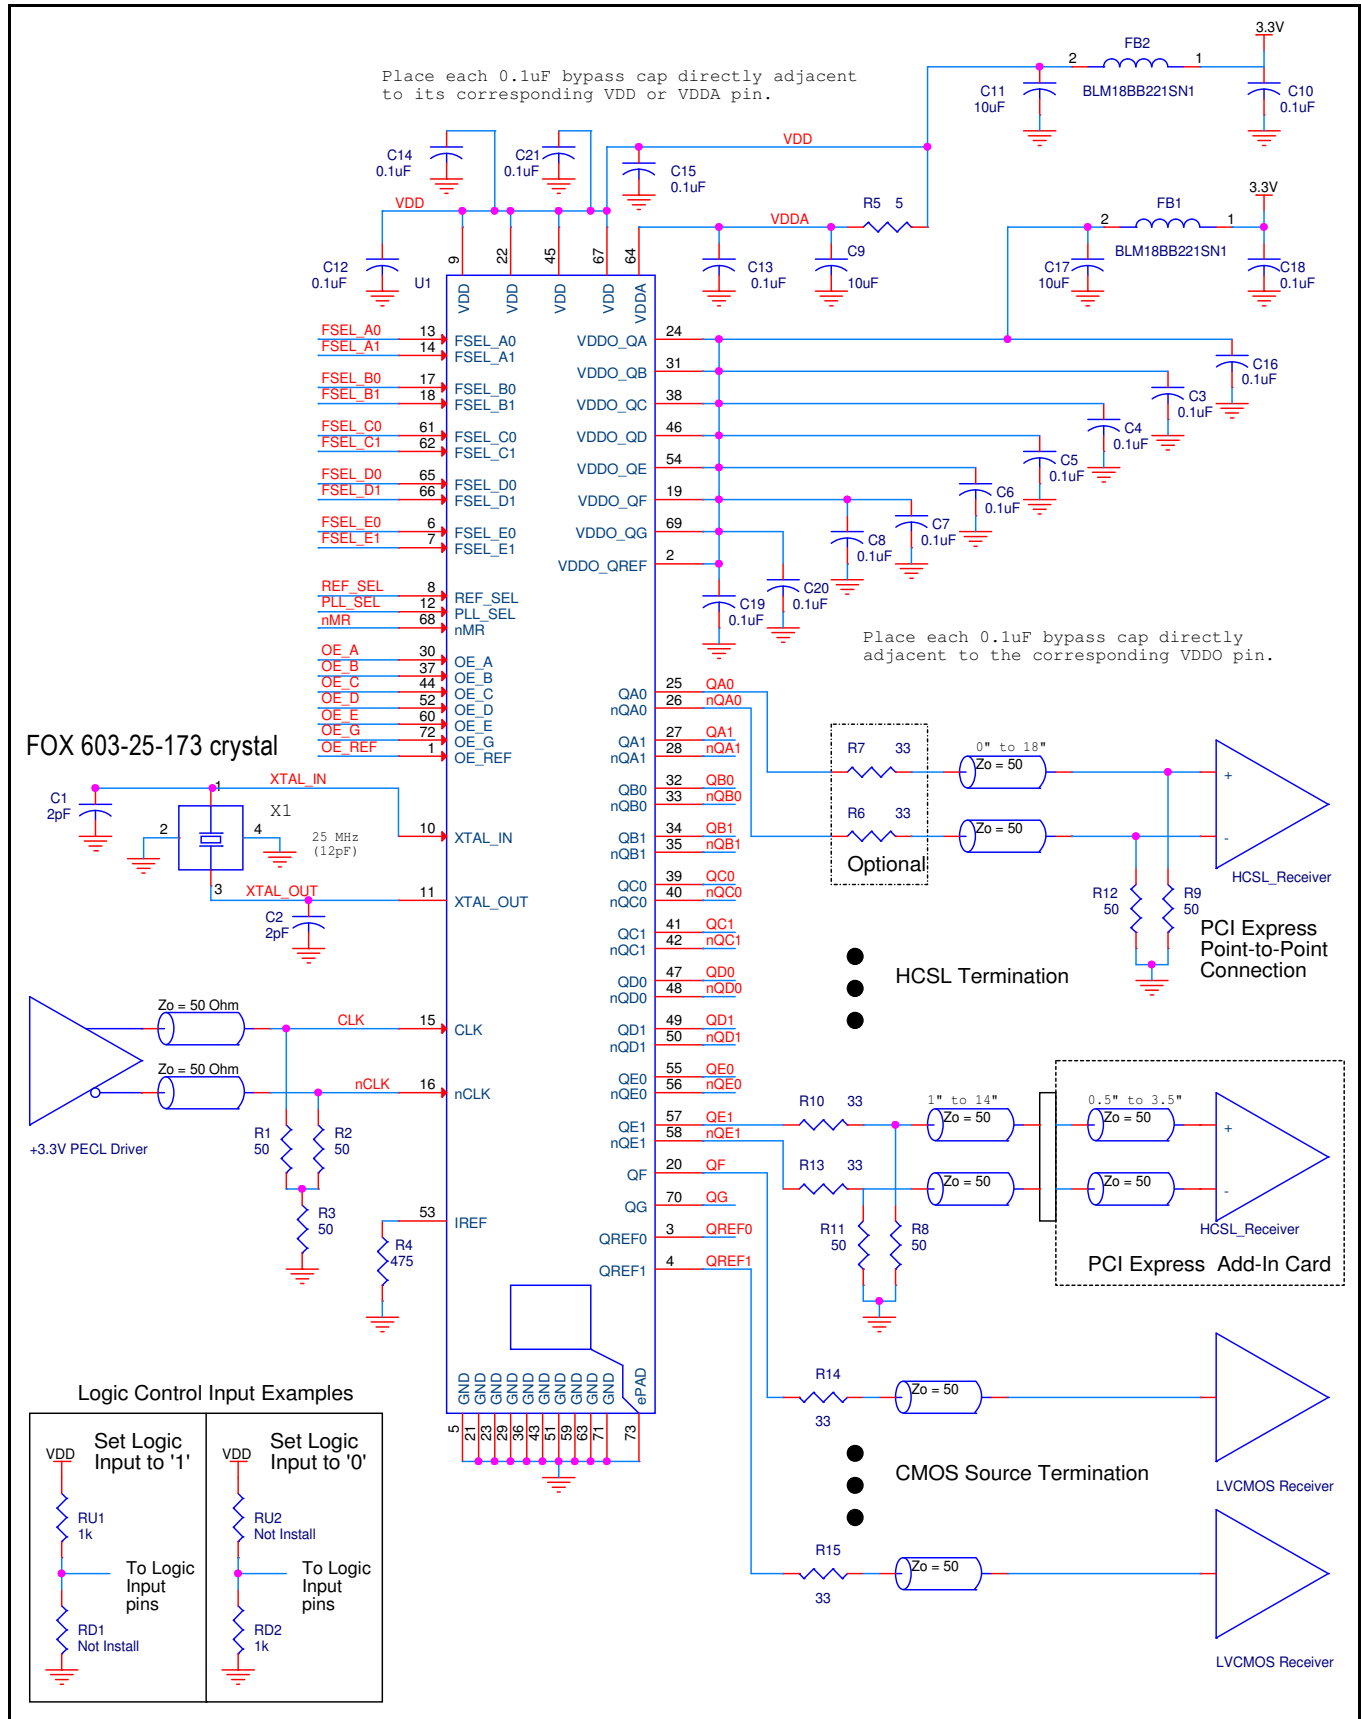 3.3V
FB2
2
1
Place each 0.1uF bypass cap directly adjacent
to its corresponding VDD or VDDA pin.
C11
10uF
BLM18BB221SN1
C10
0.1uF
C14
0.1uF
C21
0.1uF
VDD
C15
0.1uF
3.3V
VDD
R5 5
VDDA
FB1
2
1
C12
0.1uF
U1
9
22
45
67
64
C13
0.1uF
C9
10uF
C17
10uF
BLM18BB221SN1
C18
0.1uF
VDD
VDD
VDD
VDD
VDDA
FSEL_A0 13 FSEL_A0
FSEL_A1 14 FSEL_A1
FSEL_B0 17 FSEL_B0
FSEL_B1 18 FSEL_B1
FSEL_C0 61 FSEL_C0
FSEL_C1 62 FSEL_C1
FSEL_D0 65 FSEL_D0
FSEL_D1 66 FSEL_D1
FSEL_E0 6 FSEL_E0
FSEL_E1 7 FSEL_E1
REF_SEL 8 REF_SEL
PLL_SEL 12 PLL_SEL
nMR 68 nMR
OE_A 30 OE_A
OE_B 37 OE_B
OE_C 44 OE_C
OE_D 52 OE_D
OE_E 60 OE_E
OE_G 72 OE_G
OE_REF 1 OE_REF
VDDO_QA 24
VDDO_QB 31
VDDO_QC 38
VDDO_QD 46
VDDO_QE 54
VDDO_QF 19
VDDO_QG 69
VDDO_QREF 2
C16
0.1uF
C3
0.1uF
C4
0.1uF
C5
0.1uF
C6
0.1uF
C7
0.1uF
C8
0.1uF
C20
0.1uF
C19
0.1uF
Place each 0.1uF bypass cap directly
adjacent to the corresponding VDDO pin.
FOX 603-25-173 crystal
XTAL_IN
1
C1
2pF
X1
2
4
25 MHz
(12pF)
10 XTAL_IN
3
XTAL_OUT
11 XTAL_OUT
C2
2pF
QA0 25 QA0
nQA0 26 nQA0
QA1 27 QA1
nQA1 28 nQA1
QB0 32 QB0
nQB0 33 nQB0
QB1 34 QB1
nQB1 35 nQB1
QC0 39 QC0
nQC0 40 nQC0
QC1 41 QC1
nQC1 42 nQC1
QD0 47 QD0
nQD0 48 nQD0
QD1 49 QD1
nQD1 50 nQD1
QE0 55 QE0
nQE0 56 nQE0
QE1 57 QE1
nQE1 58 nQE1
QF 20 QF
QG 70 QG
QREF0 3 QREF0
QREF1 4 QREF1
R7 33
R6 33
Optional
0" to 18"
Zo = 50
Zo = 50
+
-
HCSL_Receiver
R12
50
R9
50
PCI Express
Point-to-Point
Connection
HCSL Termination
Zo = 50 Ohm
CLK
15 CLK
Zo = 50 Ohm
nCLK
16 nCLK
+3.3V PECL Driver
R1
50
R2
50
R3
50
53 IREF
R4
475
R10 33
R13 33
R11
50
R8
50
1" to 14"
Zo = 50
Zo = 50
0.5" to 3.5"
Zo = 50
Zo = 50
+
-
HCSL_Receiver
PCI Express Add-In Card
GND
GND
GND
GND
GND
GND
GND
GND
GND
GND
ePAD
5
21
23
29
36
43
51
59
63
71
73
R14
33
Zo = 50
LVCMOS Receiver
CMOS Source Termination
R15
33
Zo = 50
LVCMOS Receiver
Logic Control Input Examples
VDD
Set Logic
Input to '1'
RU1
1k
To Logic
Input
pins
RD1
Not Install
VDD
Set Logic
Input to '0'
RU2
Not Install
To Logic
Input
pins
RD2
1k